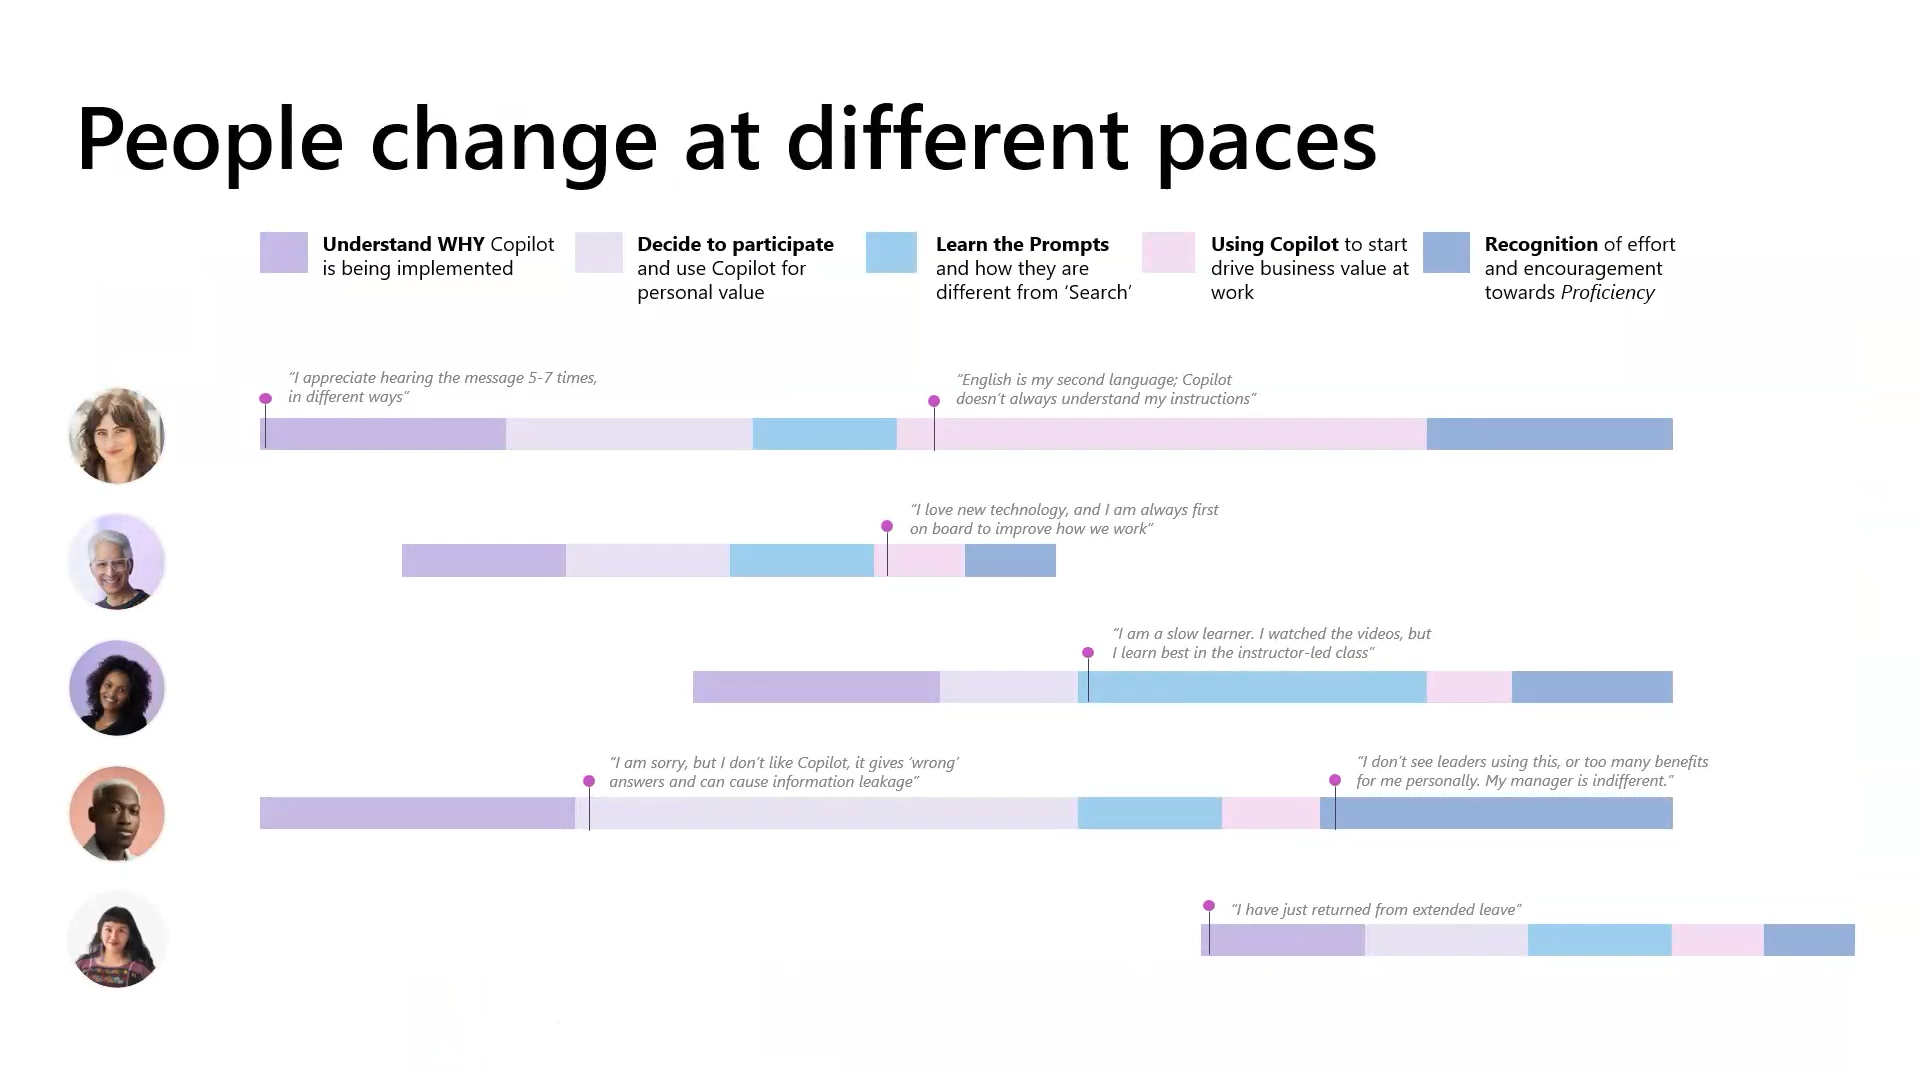 People change at different paces
Understand WHY Copilot
is being implemented
Decide to participate
and use Copilot for
personal value
Learn the Prompts
and how they are
different from ‘Search’
Using Copilot to start
drive business value at
work
Recognition of effort
and encouragement
towards Proficiency
“I appreciate hearing the message 5-7 times,
in different ways”
“English is my second language; Copilot
doesn’t always understand my instructions”
“I love new technology, and I am always first
on board to improve how we work”
“I am a slow learner. I watched the videos, but
I learn best in the instructor-led class”
“I am sorry, but I don’t like Copilot, it gives ‘wrong’
answers and can cause information leakage”
“I don’t see leaders using this, or too many benefits
for me personally. My manager is indifferent.”
“I have just returned from extended leave”